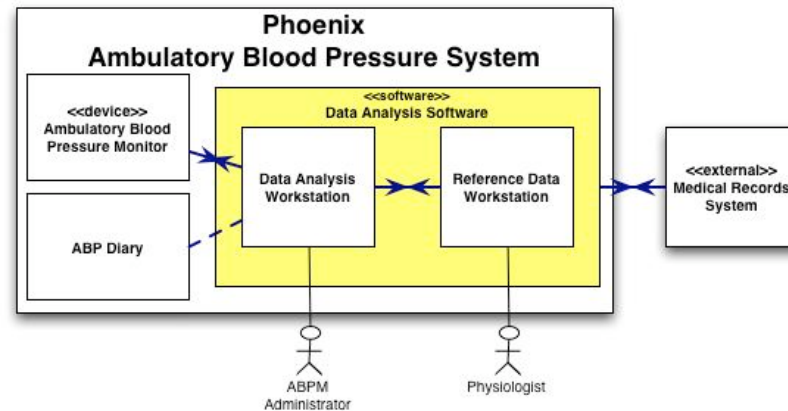 Phoenix
Ambulatory Blood Pressure System
<<device>>
Ambulatory Blood
Pressure Monitor
ABP Diary
<<software>>
Data Analysis Software
Data Analysis
Workstation
Reference Data
Workstation
<<external>>
Medical Records
System
ABPM
Administrator
Physiologist